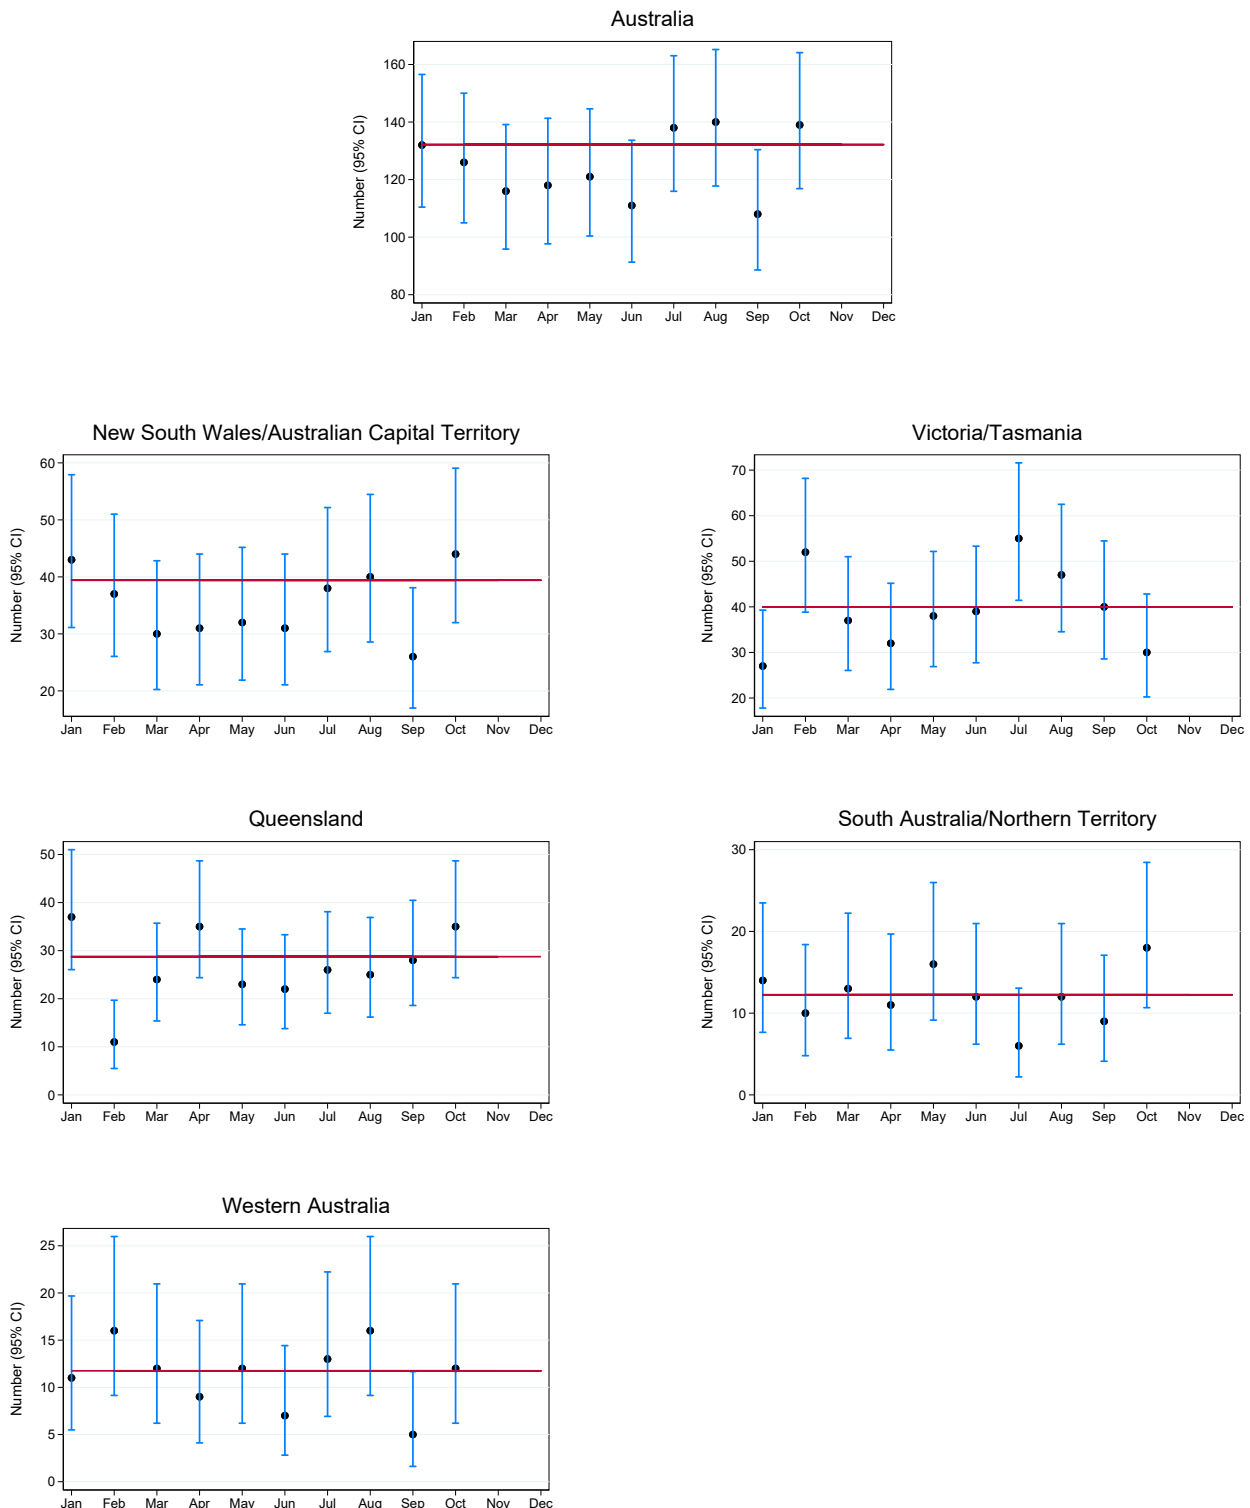 Australia
Number (95% CI)
160
140
120
100
80
Jan Feb Mar Apr May Jun Jul Aug Sep Oct Nov Dec
New South Wales/Australian Capital Territory
Number (95% CI)
60
50
40
30
20
Jan Feb Mar Apr May Jun Jul Aug Sep Oct Nov Dec
Victoria/Tasmania
Number (95% CI)
70
60
50
40
30
20
Jan Feb Mar Apr May Jun Jul Aug Sep Oct Nov Dec
Queensland
Number (95% CI)
50
40
30
20
10
0
Jan Feb Mar Apr May Jun Jul Aug Sep Oct Nov Dec
South Australia/Northern Territory
Number (95% CI)
30
20
10
0
Jan Feb Mar Apr May Jun Jul Aug Sep Oct Nov Dec
Western Australia
Number (95% CI)
25
20
15
10
5
0
Jan Feb Mar Apr May Jun Jul Aug Sep Oct Nov Dec